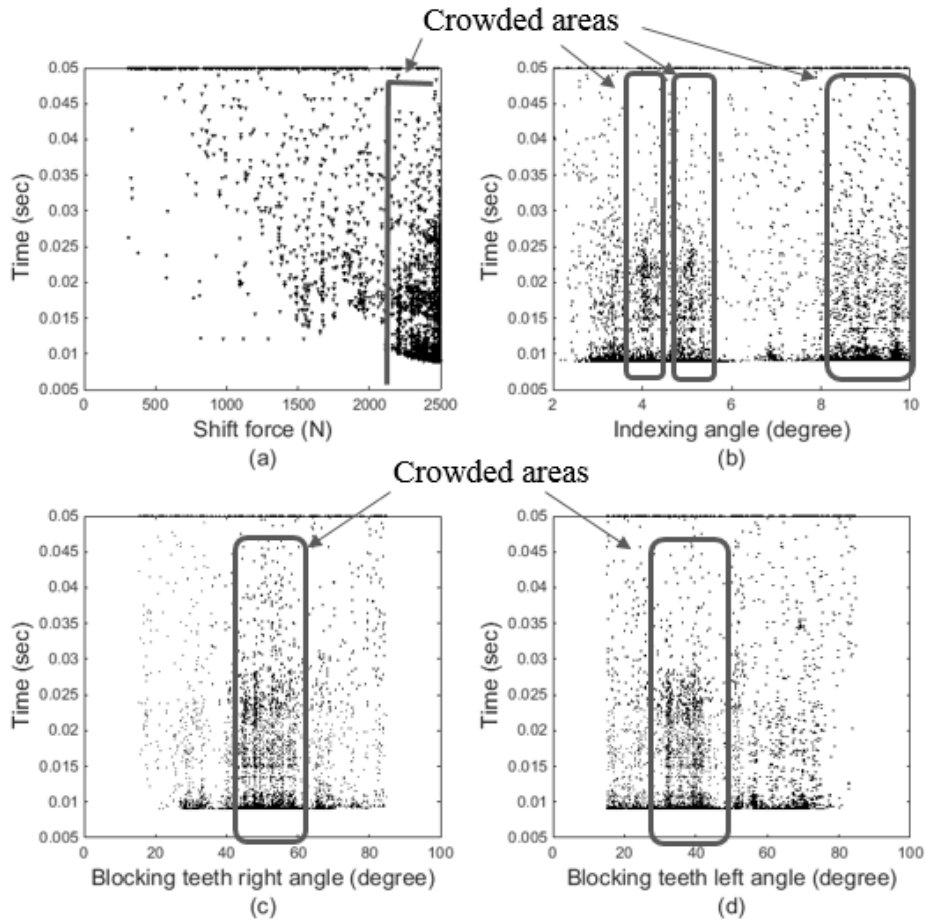 Crowded areas
0.05
0.045
0.04
0.035
0.03
0.025
0.02
0.015
0.01
0.005
Time (sec)
0 500 1000 1500 2000 2500
Shift force (N)
(a)
0.05
0.045
0.04
0.035
0.03
0.025
0.02
0.015
0.01
0.005
Time (sec)
2 4 6 8 10
Indexing angle (degree)
(b)
Crowded areas
0.05
0.045
0.04
0.035
0.03
0.025
0.02
0.015
0.01
0.005
Time (sec)
0 20 40 60 80 100
Blocking teeth right angle (degree)
(c)
0.05
0.045
0.04
0.035
0.03
0.025
0.02
0.015
0.01
0.005
Time (sec)
0 20 40 60 80 100
Blocking teeth left angle (degree)
(d)